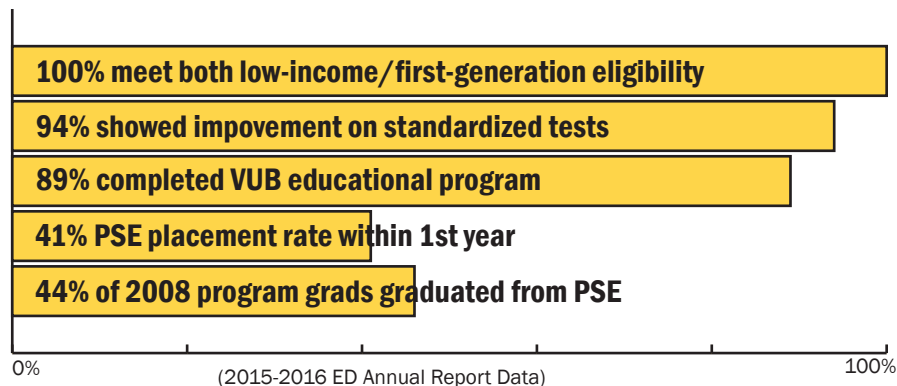 100% meet both low-income/first-generation eligibility
94% showed impovement on standardized tests
89% completed VUB educational program
41% PSE placement rate within 1st year
44% of 2008 program grads graduated from PSE
0% 100%
(2015-2016 ED Annual Report Data)